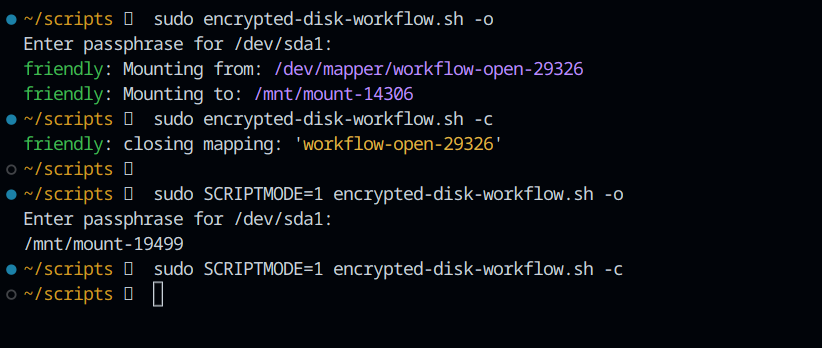 ~/scripts ▯ sudo encrypted-disk-workflow.sh -o
Enter passphrase for /dev/sda1:
friendly: Mounting from: /dev/mapper/workflow-open-29326
friendly: Mounting to: /mnt/mount-14306
~/scripts ▯ sudo encrypted-disk-workflow.sh -c
friendly: closing mapping: 'workflow-open-29326'
~/scripts ▯
~/scripts ▯ sudo SCRIPTMODE=1 encrypted-disk-workflow.sh -o
Enter passphrase for /dev/sda1:
/mnt/mount-19499
~/scripts ▯ sudo SCRIPTMODE=1 encrypted-disk-workflow.sh -c
~/scripts ▯